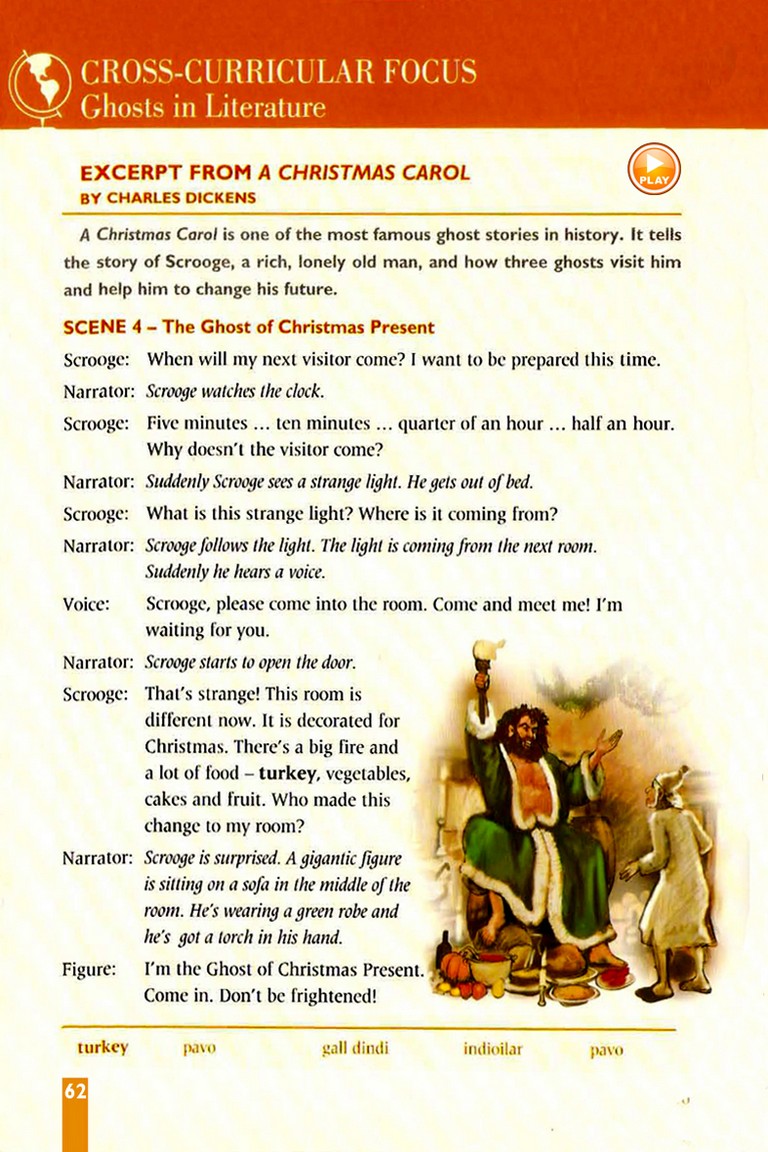 CROSS-CURRICULAR FOCUS
Ghosts in Literature
EXCERPT FROM A CHRISTMAS CAROL
BY CHARLES DICKENS
PLAY
A Christmas Carol is one of the most famous ghost stories in history. It tells
the story of Scrooge, a rich, lonely old man, and how three ghosts visit him
and help him to change his future.
SCENE 4 – The Ghost of Christmas Present
Scrooge: When will my next visitor come? I want to be prepared this time.
Narrator: Scrooge watches the clock.
Scrooge: Five minutes ... ten minutes ... quarter of an hour ... half an hour.
Why doesn't the visitor come?
Narrator: Suddenly Scrooge sees a strange light. He gets out of bed.
Scrooge: What is this strange light? Where is it coming from?
Narrator: Scrooge follows the light. The light is coming from the next room.
Suddenly he hears a voice.
Voice: Scrooge, please come into the room. Come and meet me! I'm
waiting for you.
Narrator: Scrooge starts to open the door.
Scrooge: That's strange! This room is
different now. It is decorated for
Christmas. There's a big fire and
a lot of food – turkey, vegetables,
cakes and fruit. Who made this
change to my room?
Narrator: Scrooge is surprised. A gigantic figure
is sitting on a sofa in the middle of the
room. He's wearing a green robe and
he's got a torch in his hand.
Figure: I'm the Ghost of Christmas Present.
Come in. Don't be frightened!
turkey pavo gall dindi indioilar pavo
62